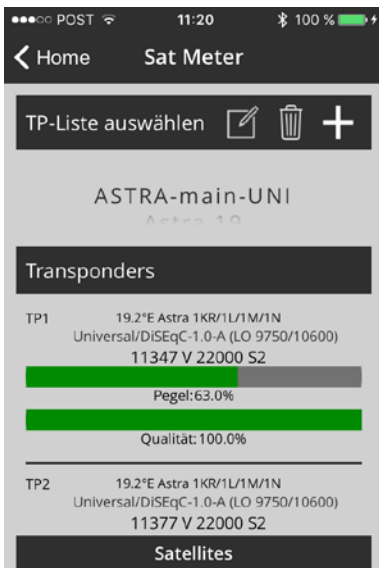 POST 11:20 100 %
Home Sat Meter
TP-Liste auswählen
ASTRA-main-UNI
Astra 19
Transponders
TP1 19.2°E Astra 1KR/1L/1M/1N
Universal/DiSEqC-1.0-A (LO 9750/10600)
11347 V 22000 S2
Pegel:63.0%
Qualität:100.0%
TP2 19.2°E Astra 1KR/1L/1M/1N
Universal/DiSEqC-1.0-A (LO 9750/10600)
11377 V 22000 S2
Satellites